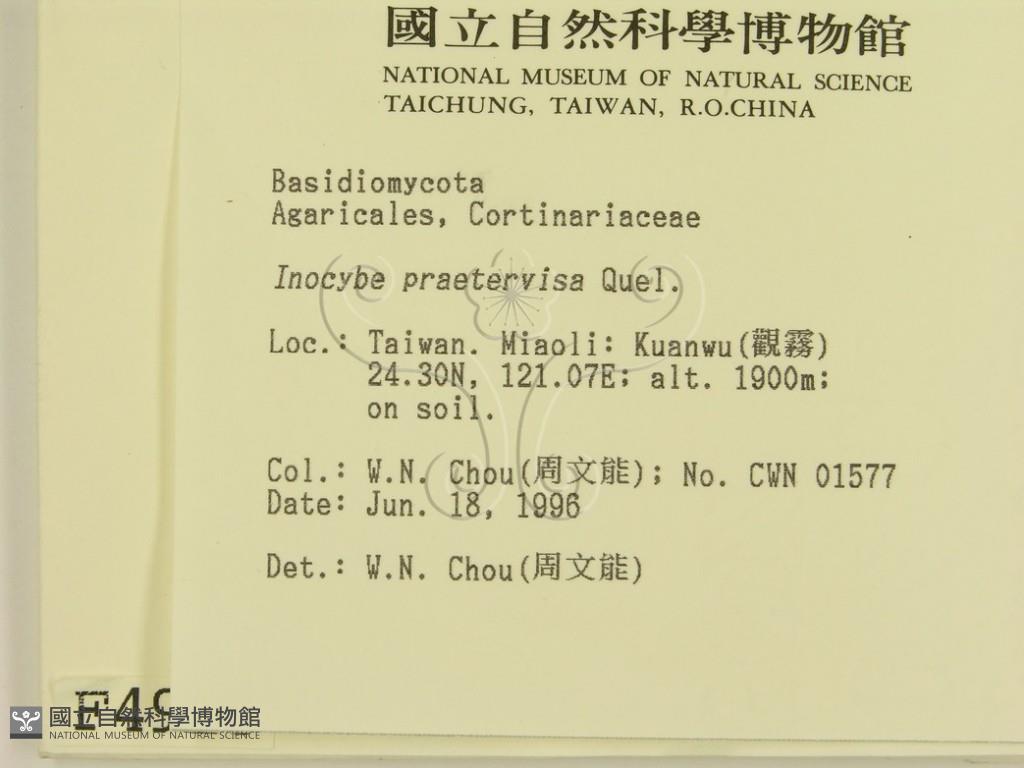 國立自然科學博物館
NATIONAL MUSEUM OF NATURAL SCIENCE
TAICHUNG, TAIWAN, R.O.CHINA
Basidiomycota
Agaricales, Cortinariaceae
Inocybe praetervisa Quel.
Loc.: Taiwan. Miaoli: Kuanwu(觀霧)
24.30N, 121.07E; alt. 1900m;
on soil.
Col.: W.N. Chou(周文能); No. CWN 01577
Date: Jun. 18, 1996
Det.: W.N. Chou(周文能)
F49
國立自然科學博物館
NATIONAL MUSEUM OF NATURAL SCIENCE